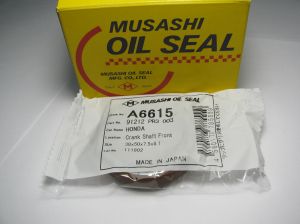 MUSASHI
OIL SEAL
MUSASHI OIL SEAL
MFG. CO., LTD.
MUSASHI OIL SEAL
A6615
91212 PR3 003
HONDA
Crank Shaft Front
MADE IN JAPAN